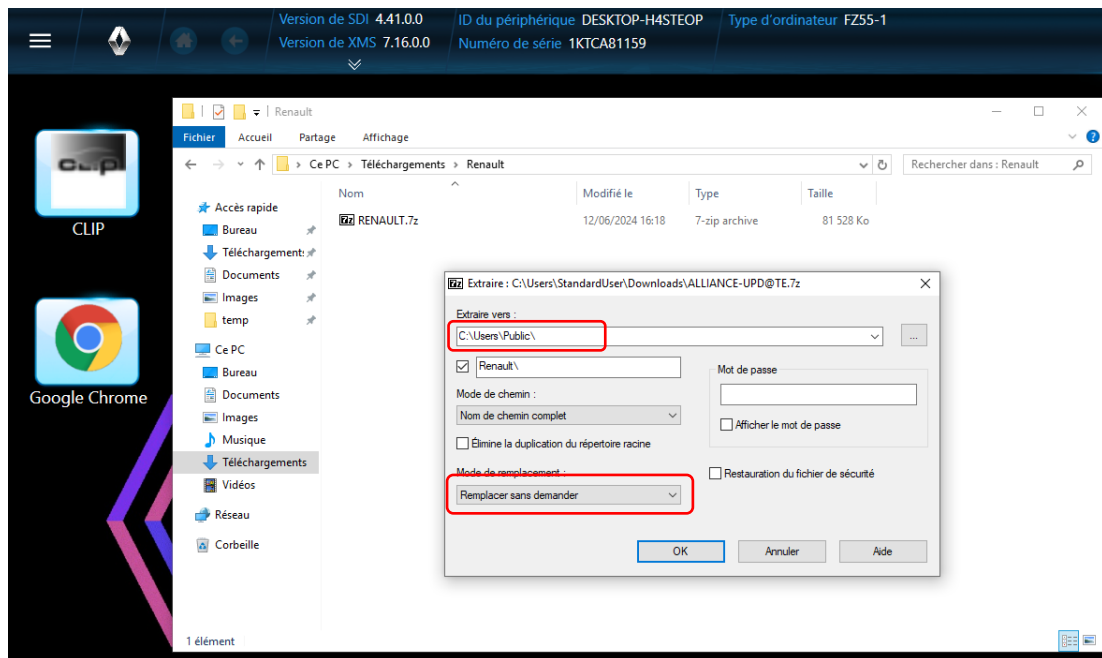 Version de SDI 4.41.0.0
ID du périphérique DESKTOP-H4STEOP
Type d'ordinateur FZ55-1
Version de XMS 7.16.0.0
Numéro de série 1KTCA81159
CLIP
CLIP
Google Chrome
Renault
Fichier
Accueil
Partage
Affichage
Ce PC > Téléchargements > Renault
Rechercher dans : Renault
Nom
Modifié le
Type
Taille
RENAULT.7z
12/06/2024 16:18
7-zip archive
81 528 Ko
Accès rapide
Bureau
Téléchargements
Documents
Images
temp
Ce PC
Bureau
Documents
Images
Musique
Téléchargements
Vidéos
Réseau
Corbeille
Extraire : C:\Users\StandardUser\Downloads\ALLIANCE-UPD@TE.7z
Extraire vers :
C:\Users\Public\
...
Renault\
Mot de passe
Mode de chemin :
Nom de chemin complet
Afficher le mot de passe
Élimine la duplication du répertoire racine
Mode de remplacement :
Remplacer sans demander
Restauration du fichier de sécurité
OK
Annuler
Aide
1 élément